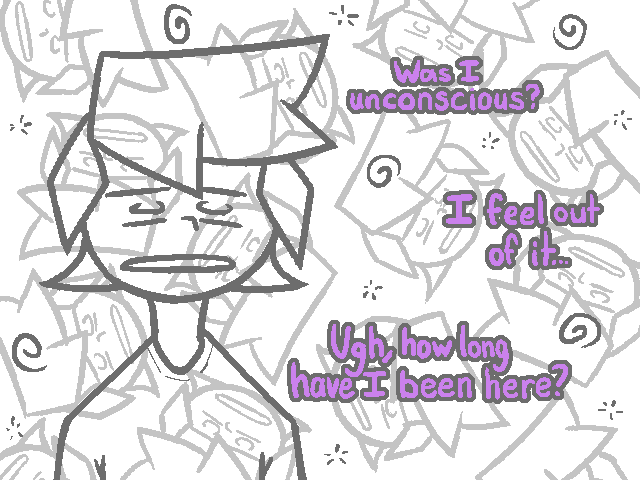 Was I
unconscious?
I feel out
of it...
Ugh, how long
have I been here?